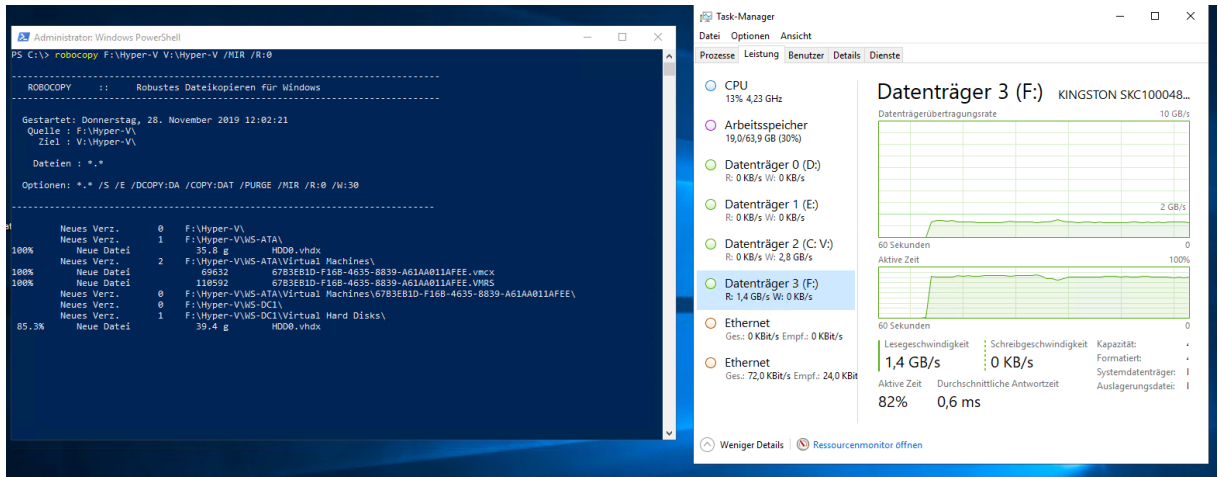 Administrator: Windows PowerShell
PS C:\> robocopy F:\Hyper-V V:\Hyper-V /MIR /R:0
-------------------------------------------------------------------------------
ROBOCOPY :: Robustes Dateikopieren für Windows
-------------------------------------------------------------------------------
Gestartet: Donnerstag, 28. November 2019 12:02:21
Quelle : F:\Hyper-V\
Ziel : V:\Hyper-V\
Dateien : *.*
Optionen: *.* /S /E /DCOPY:DA /COPY:DAT /PURGE /MIR /R:0 /W:30
------------------------------------------------------------------------------
Neues Verz. 0 F:\Hyper-V\
Neues Verz. 1 F:\Hyper-V\WS-ATA\
100% Neue Datei 35.8 g HDD0.vhdx
Neues Verz. 2 F:\Hyper-V\WS-ATA\Virtual Machines\
100% Neue Datei 69632 67B3EB1D-F16B-4635-8839-A61AA011AFEE.vmcx
100% Neue Datei 110592 67B3EB1D-F16B-4635-8839-A61AA011AFEE.VMRS
Neues Verz. 0 F:\Hyper-V\WS-ATA\Virtual Machines\67B3EB1D-F16B-4635-8839-A61AA011AFEE\
Neues Verz. 0 F:\Hyper-V\WS-DC1\
Neues Verz. 1 F:\Hyper-V\WS-DC1\Virtual Hard Disks\
85.3% Neue Datei 39.4 g HDD0.vhdx
Task-Manager
Datei Optionen Ansicht
Prozesse Leistung Benutzer Details Dienste
CPU
13% 4,23 GHz
Arbeitsspeicher
19,0/63,9 GB (30%)
Datenträger 0 (D:)
R: 0 KB/s W: 0 KB/s
Datenträger 1 (E:)
R: 0 KB/s W: 0 KB/s
Datenträger 2 (C: V:)
R: 0 KB/s W: 2,8 GB/s
Datenträger 3 (F:)
R: 1,4 GB/s W: 0 KB/s
Ethernet
Ges.: 0 KBit/s Empf.: 0 KBit/s
Ethernet
Ges.: 72,0 KBit/s Empf.: 24,0 KBit
Datenträger 3 (F:) KINGSTON SKC100048...
Datenträgerübertragungsrate 10 GB/s
2 GB/s
60 Sekunden 0
Aktive Zeit 100%
60 Sekunden 0
Lesegeschwindigkeit Schreibgeschwindigkeit Kapazität:
1,4 GB/s 0 KB/s Formatiert:
Systemdatenträger:
Aktive Zeit Durchschnittliche Antwortzeit Auslagerungsdatei:
82% 0,6 ms
Weniger Details Ressourcenmonitor öffnen